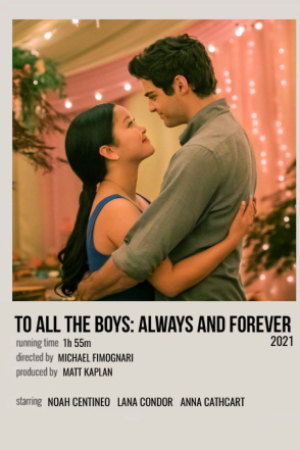 TO ALL THE BOYS: ALWAYS AND FOREVER
running time 1h 55m 2021
directed by MICHAEL FIMOGNARI
produced by MATT KAPLAN
starring NOAH CENTINEO LANA CONDOR ANNA CATHCART